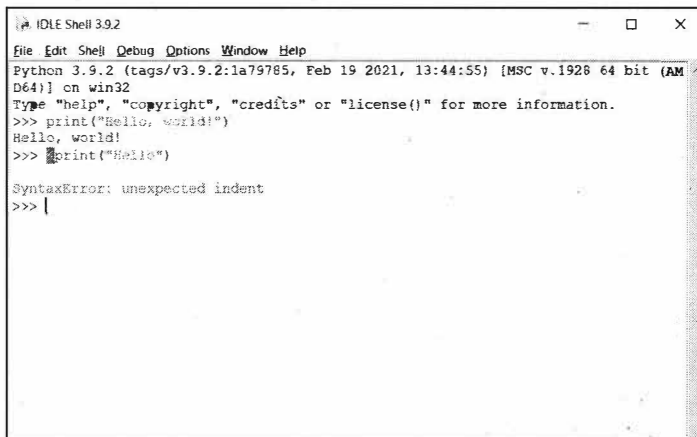 IDLE Shell 3.9.2
File Edit Shell Debug Options Window Help
Python 3.9.2 (tags/v3.9.2:1a79785, Feb 19 2021, 13:44:55) [MSC v.1928 64 bit (AM
D64)] on win32
Type "help", "copyright", "credits" or "license()" for more information.
>>> print("Hello, world!")
Hello, world!
>>> print("Hello")
SyntaxError: unexpected indent
>>>